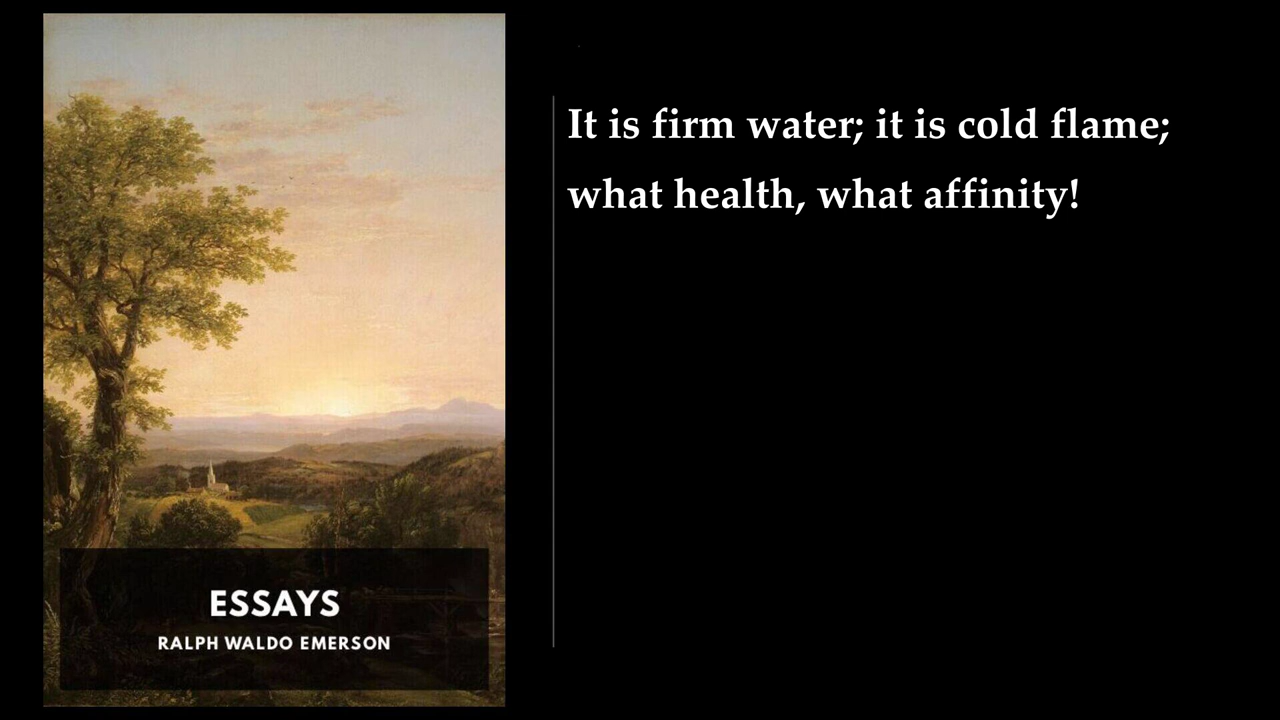 It is firm water; it is cold flame;
what health, what affinity!
ESSAYS
RALPH WALDO EMERSON